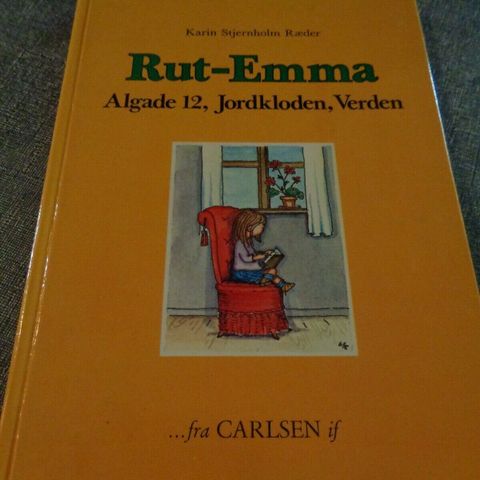 Karin Stjernholm Ræder
Rut-Emma
Algade 12, Jordkloden, Verden
...fra CARLSEN if